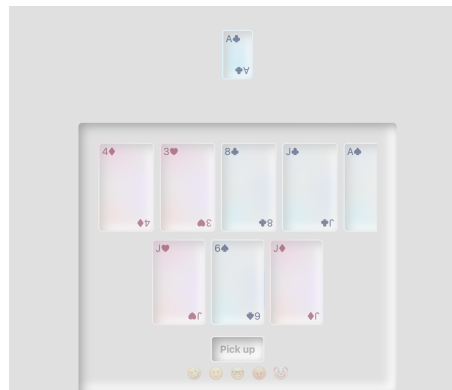 A♣
A♣
4♦ 3♥ 8♣ J♣ A♠
4♦ 3♥ 8♣ J♣
J♥ 6♠ J♦
J♥ 6♠ J♦
Pick up